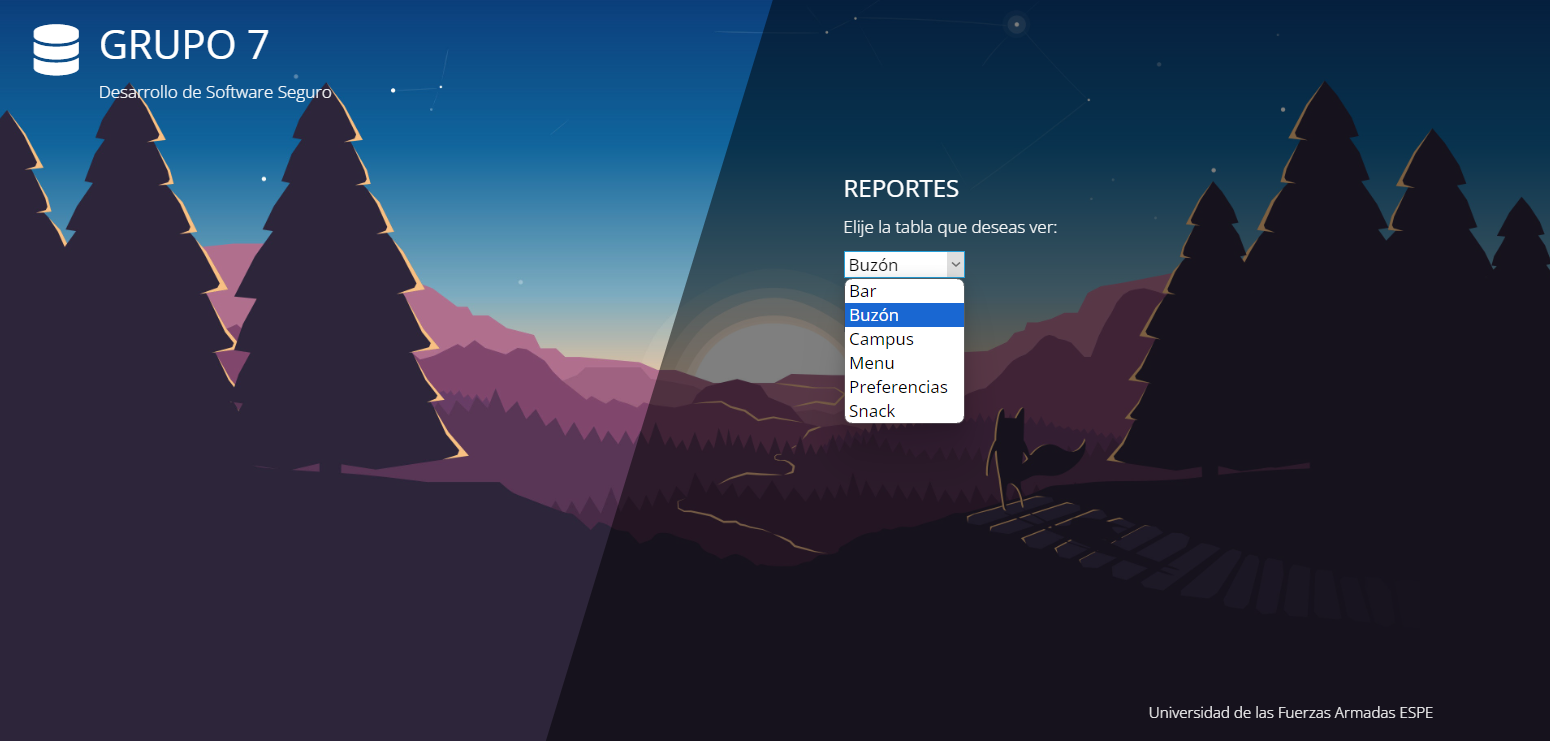 GRUPO 7
Desarrollo de Software Seguro
REPORTES
Elije la tabla que deseas ver:
Buzón
Bar
Buzón
Campus
Menu
Preferencias
Snack
Universidad de las Fuerzas Armadas ESPE